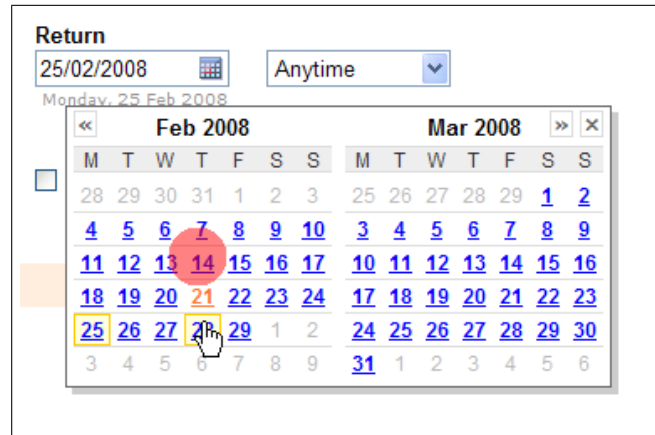 Return
25/02/2008 Anytime
Monday, 25 Feb 2008
« Feb 2008 Mar 2008 » ×
M T W T F S S M T W T F S S
28 29 30 31 1 2 3 25 26 27 28 29 1 2
4 5 6 7 8 9 10 3 4 5 6 7 8 9
11 12 13 14 15 16 17 10 11 12 13 14 15 16
18 19 20 21 22 23 24 17 18 19 20 21 22 23
25 26 27 28 29 1 2 24 25 26 27 28 29 30
3 4 5 6 7 8 9 31 1 2 3 4 5 6